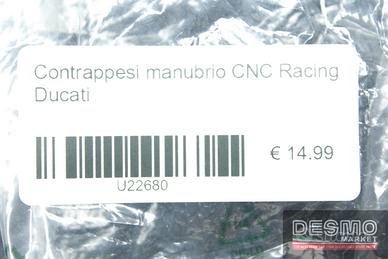 Contrappesi manubrio CNC Racing
Ducati
€ 14.99
U22680
DESMO
MARKET